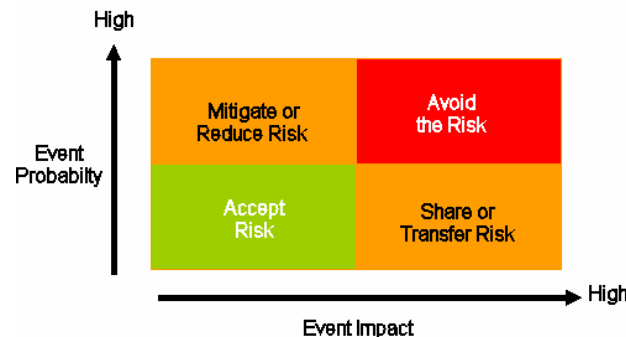 High
Mitigate or
Reduce Risk
Avoid
the Risk
Event
Probabilty
Accept
Risk
Share or
Transfer Risk
High
Event Impact